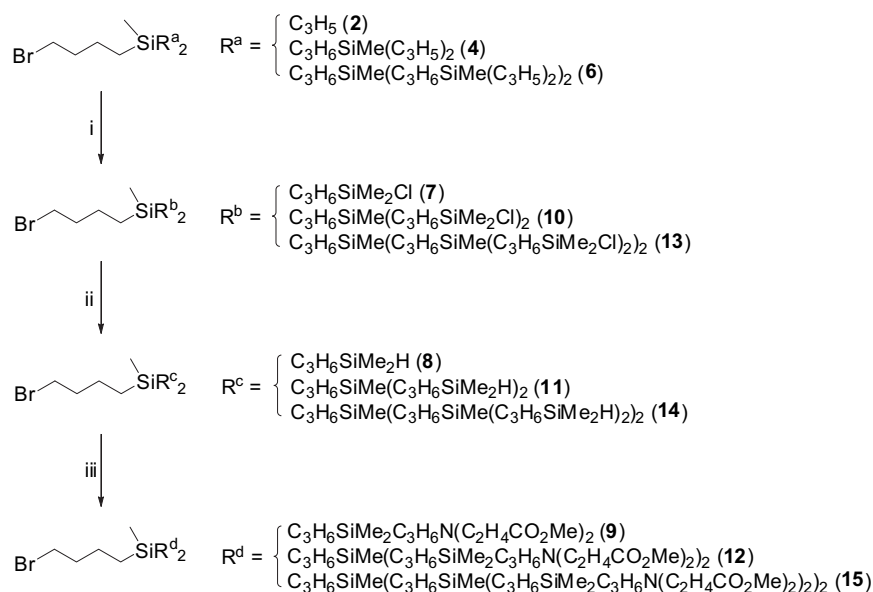 Br SiRᵃ₂ Rᵃ = C₃H₅ (2)
C₃H₆SiMe(C₃H₅)₂ (4)
C₃H₆SiMe(C₃H₆SiMe(C₃H₅)₂)₂ (6)
i
Br SiRᵇ₂ Rᵇ = C₃H₆SiMe₂Cl (7)
C₃H₆SiMe(C₃H₆SiMe₂Cl)₂ (10)
C₃H₆SiMe(C₃H₆SiMe(C₃H₆SiMe₂Cl)₂)₂ (13)
ii
Br SiRᶜ₂ Rᶜ = C₃H₆SiMe₂H (8)
C₃H₆SiMe(C₃H₆SiMe₂H)₂ (11)
C₃H₆SiMe(C₃H₆SiMe(C₃H₆SiMe₂H)₂)₂ (14)
iii
Br SiRᵈ₂ Rᵈ = C₃H₆SiMe₂C₃H₆N(C₂H₄CO₂Me)₂ (9)
C₃H₆SiMe(C₃H₆SiMe₂C₃H₆N(C₂H₄CO₂Me)₂)₂ (12)
C₃H₆SiMe(C₃H₆SiMe(C₃H₆SiMe₂C₃H₆N(C₂H₄CO₂Me)₂)₂)₂ (15)